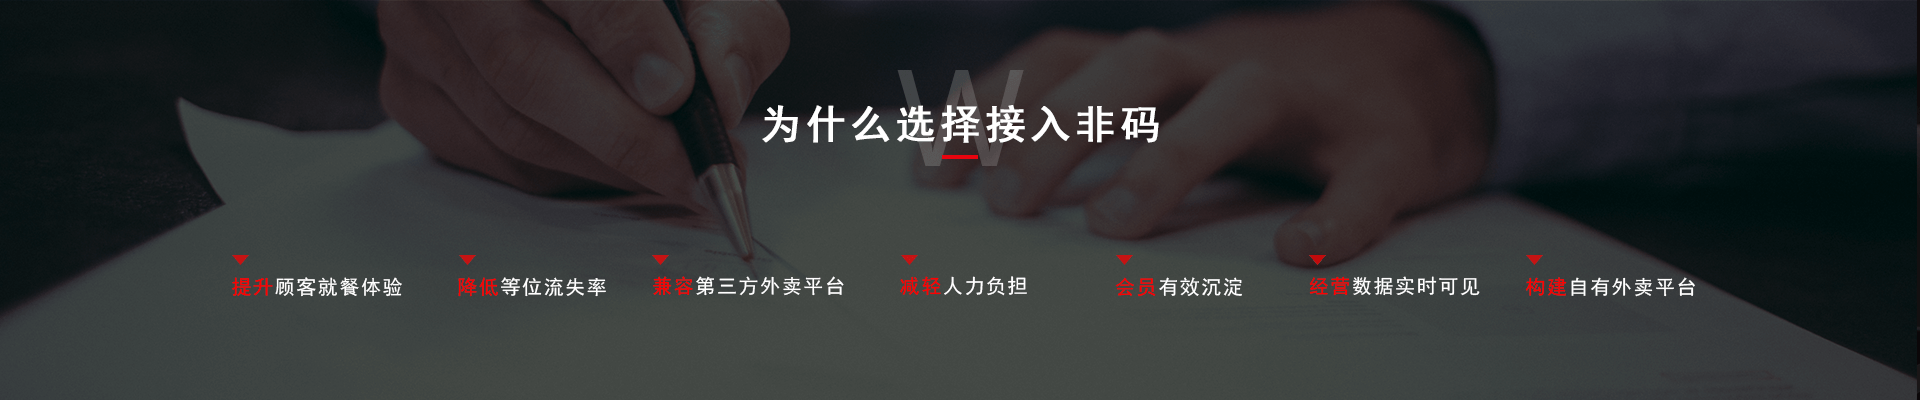 W
为什么选择接入非码
提升顾客就餐体验
降低等位流失率
兼容第三方外卖平台
减轻人力负担
会员有效沉淀
经营数据实时可见
构建自有外卖平台